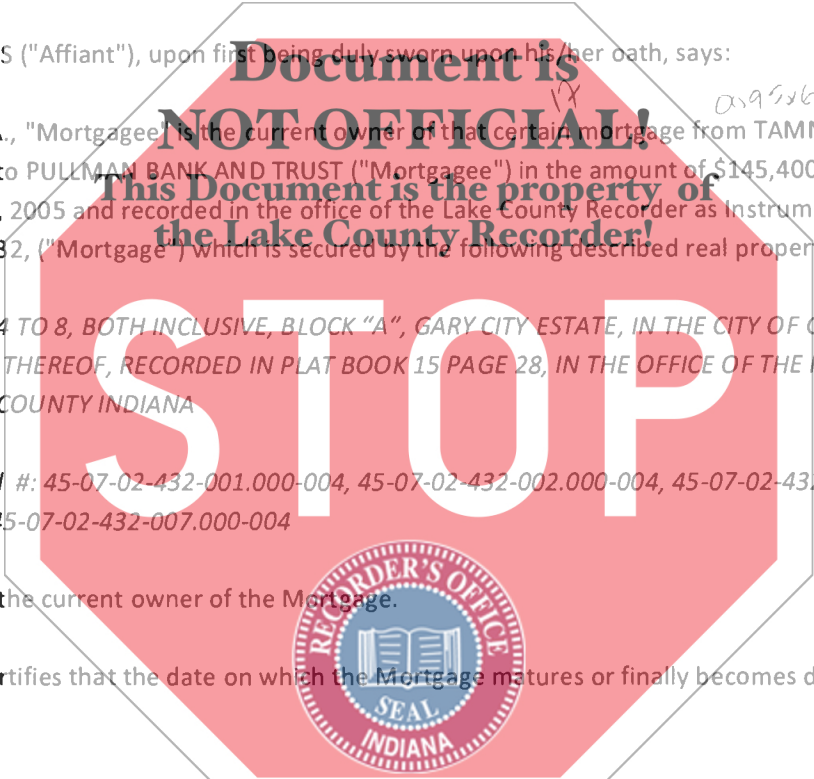 S ("Affiant"), upon first being duly sworn upon his/her oath, says:
Document is
NOT OFFICIAL!
This Document is the property of
the Lake County Recorder!
"Mortgagee" is the current owner of that certain mortgage from TAMM
to PULLMAN BANK AND TRUST ("Mortgagee") in the amount of $145,400
, 2005 and recorded in the office of the Lake County Recorder as Instrum
32, ("Mortgage") which is secured by the following described real proper
4 TO 8, BOTH INCLUSIVE, BLOCK "A", GARY CITY ESTATE, IN THE CITY OF G
THEREOF, RECORDED IN PLAT BOOK 15 PAGE 28, IN THE OFFICE OF THE
COUNTY INDIANA
STOP
#: 45-07-02-432-001.000-004, 45-07-02-432-002.000-004, 45-07-02-432
45-07-02-432-007.000-004
the current owner of the Mortgage.
RECORDER'S OFFICE
rtifies that the date on which the Mortgage matures or finally becomes d
SEAL
INDIANA